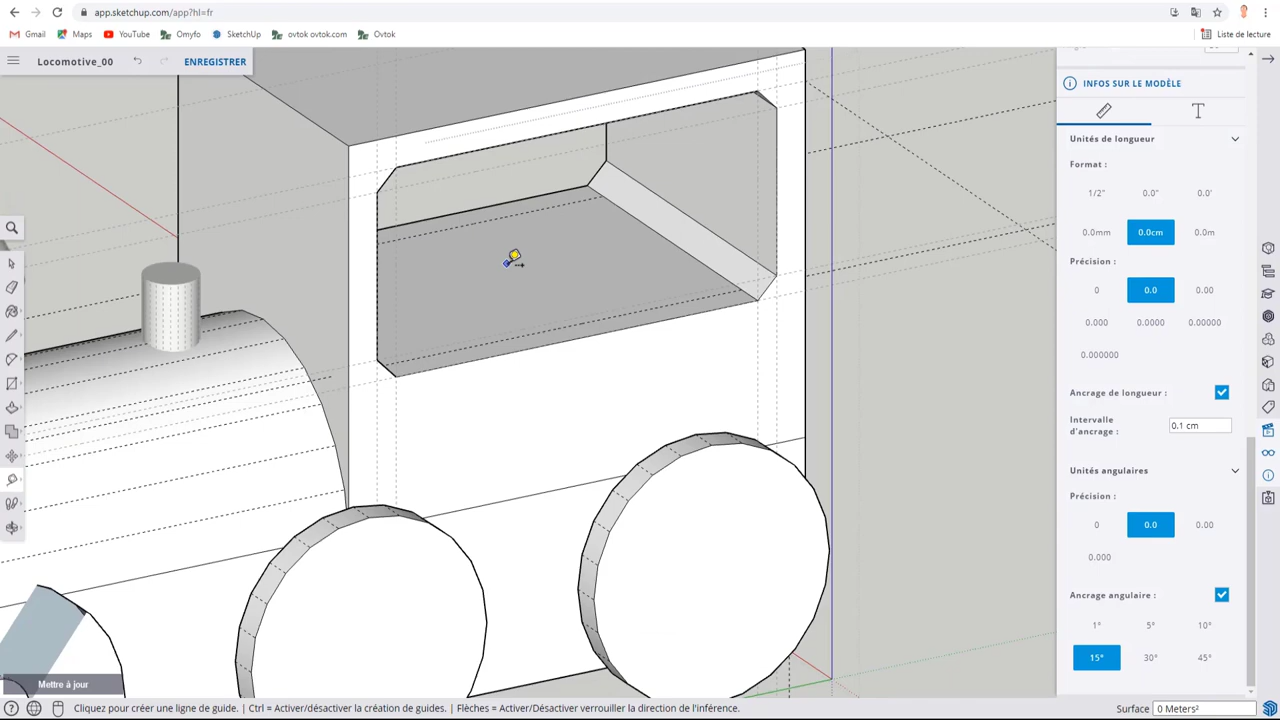 app.sketchup.com/app?hl=fr
Gmail
Maps
YouTube
Omyfo
SketchUp
ovtok ovtok.com
Ovtok
Liste de lecture
Locomotive_00
ENREGISTRER
INFOS SUR LE MODÈLE
Unités de longueur
Format :
1/2" 0.0" 0.0'
0.0mm 0.0cm 0.0m
Précision :
0 0.0 0.00
0.000 0.0000 0.00000
0.000000
Ancrage de longueur :
Intervalle
d'ancrage :
0.1 cm
Unités angulaires
Précision :
0 0.0 0.00
0.000
Ancrage angulaire :
1° 5° 10°
15° 30° 45°
Mettre à jour
Cliquez pour créer une ligne de guide. | Ctrl = Activer/désactiver la création de guides. | Flèches = Activer/Désactiver verrouiller la direction de l'inférence.
Surface 0 Meters²